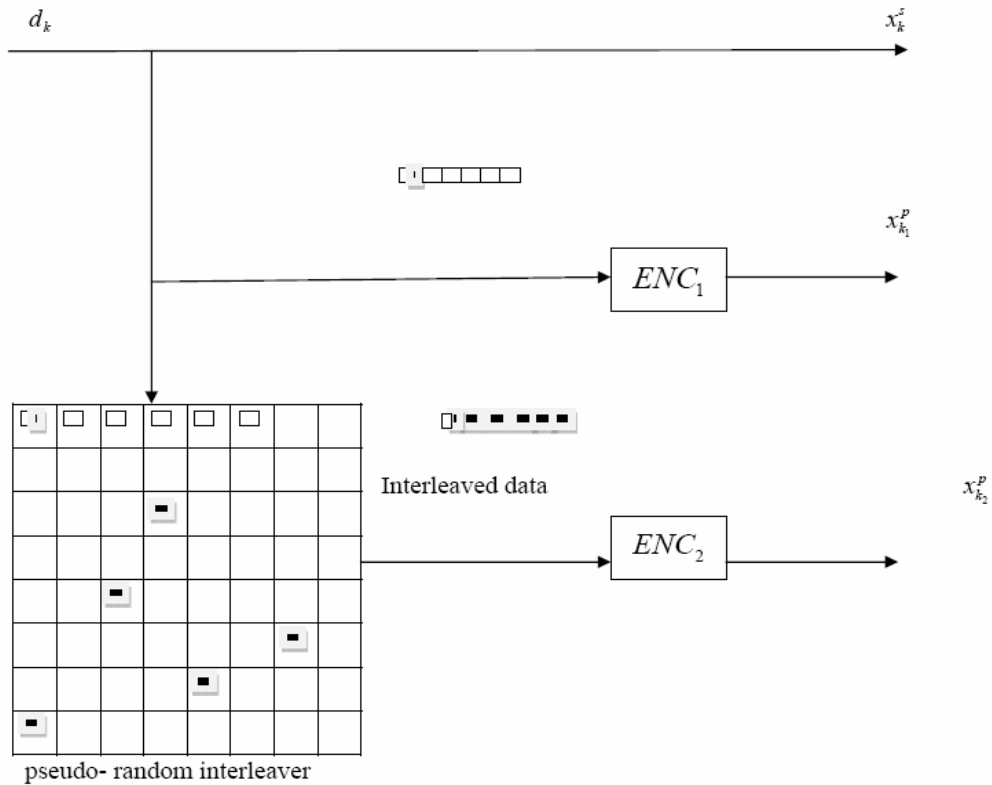 d_k
x_k^s
x_{k_1}^p
ENC_1
Interleaved data
x_{k_2}^p
ENC_2
pseudo- random interleaver